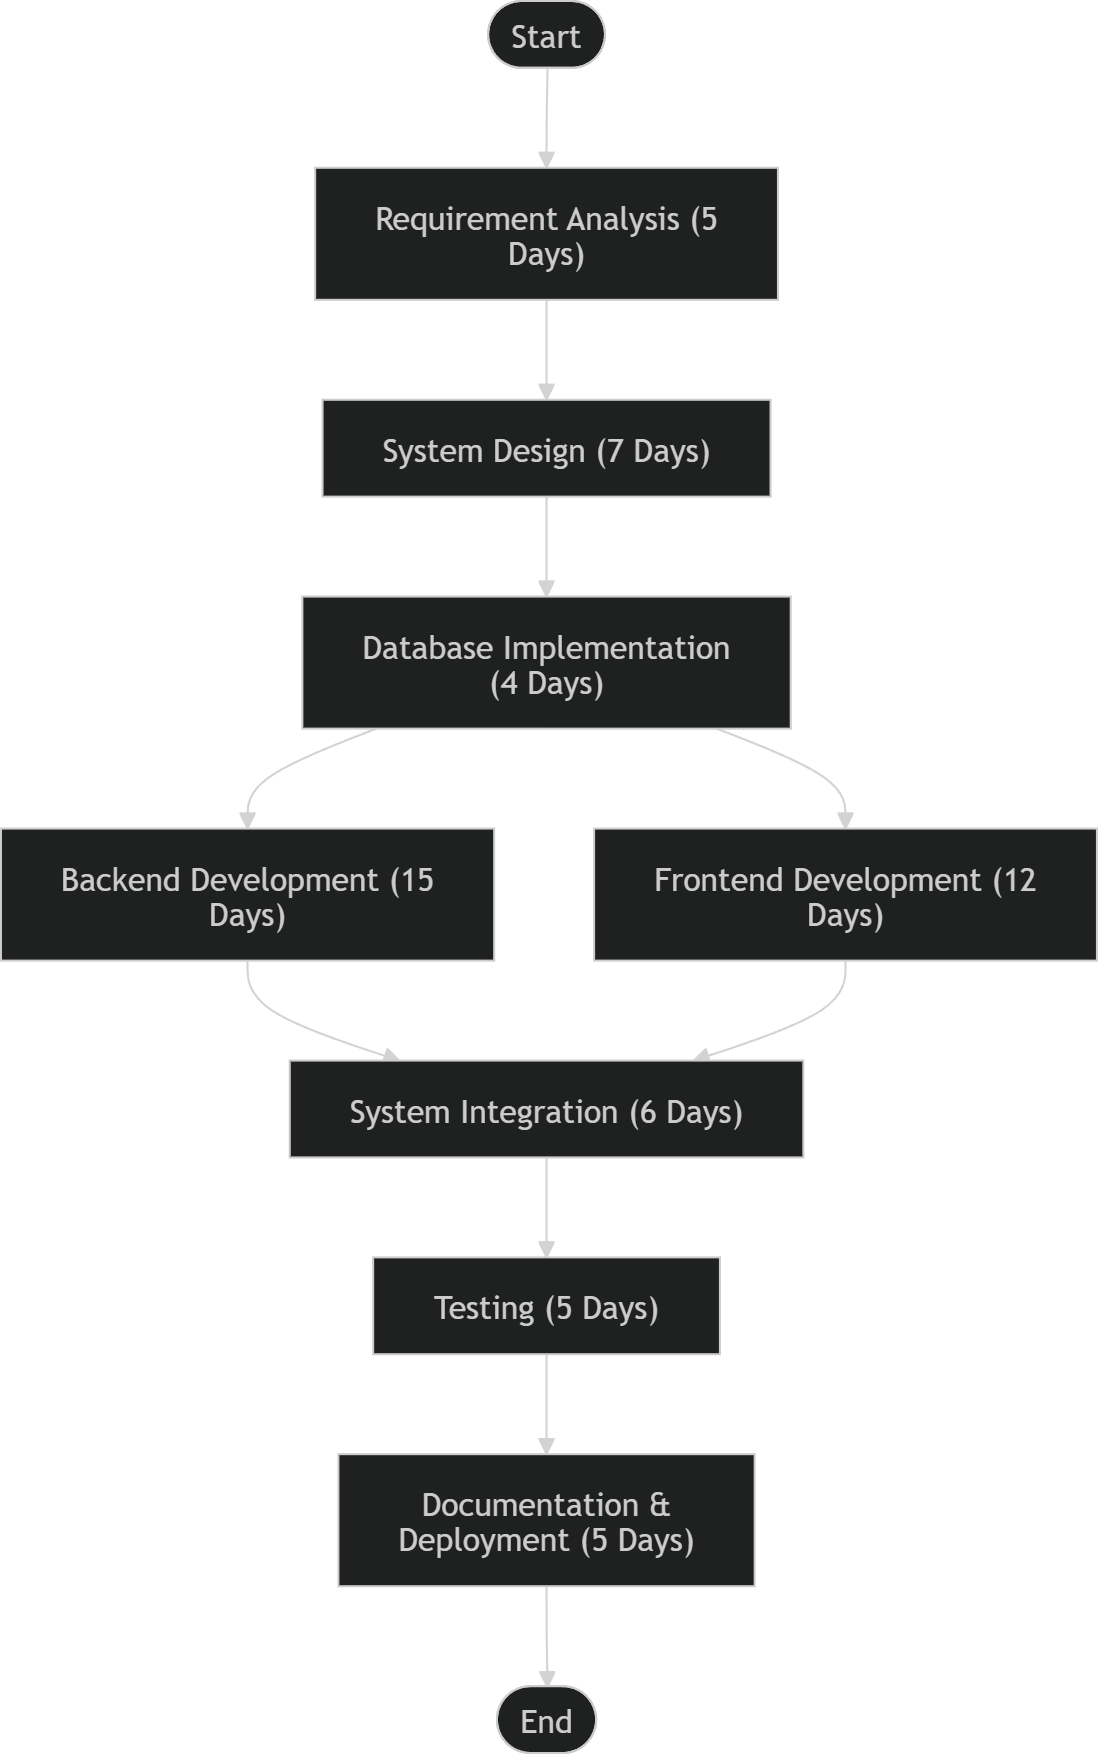 Start
Requirement Analysis (5
Days)
System Design (7 Days)
Database Implementation
(4 Days)
Backend Development (15
Days)
Frontend Development (12
Days)
System Integration (6 Days)
Testing (5 Days)
Documentation &
Deployment (5 Days)
End